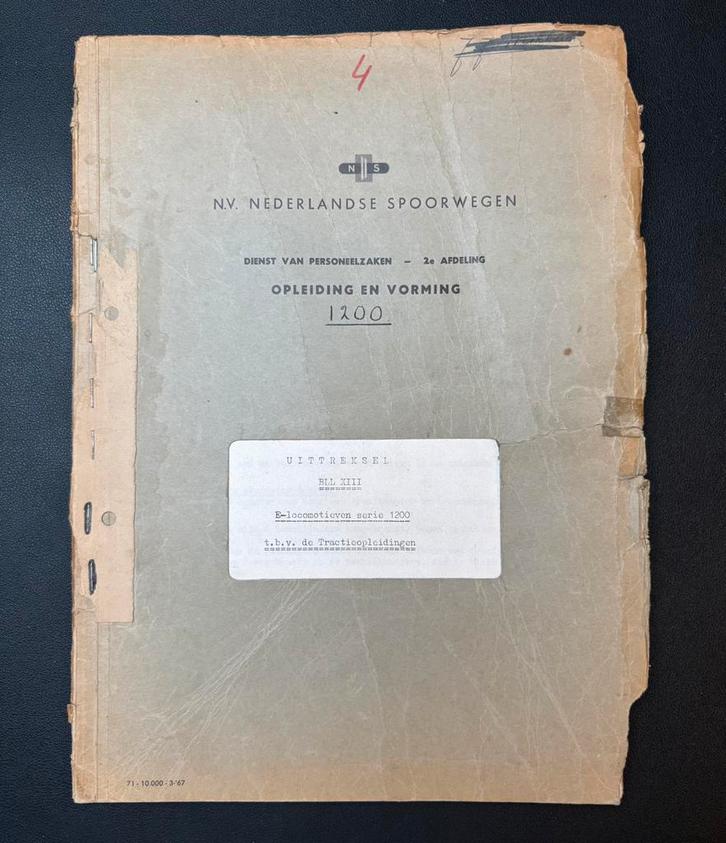 4
N S
N.V. NEDERLANDSE SPOORWEGEN
DIENST VAN PERSONEELZAKEN — 2e AFDELING
OPLEIDING EN VORMING
1200
UITTREKSEL
BLL XIII
E-locomotieven serie 1200
t.b.v. de Tractieopleidingen
71 - 10.000 - 3-'67